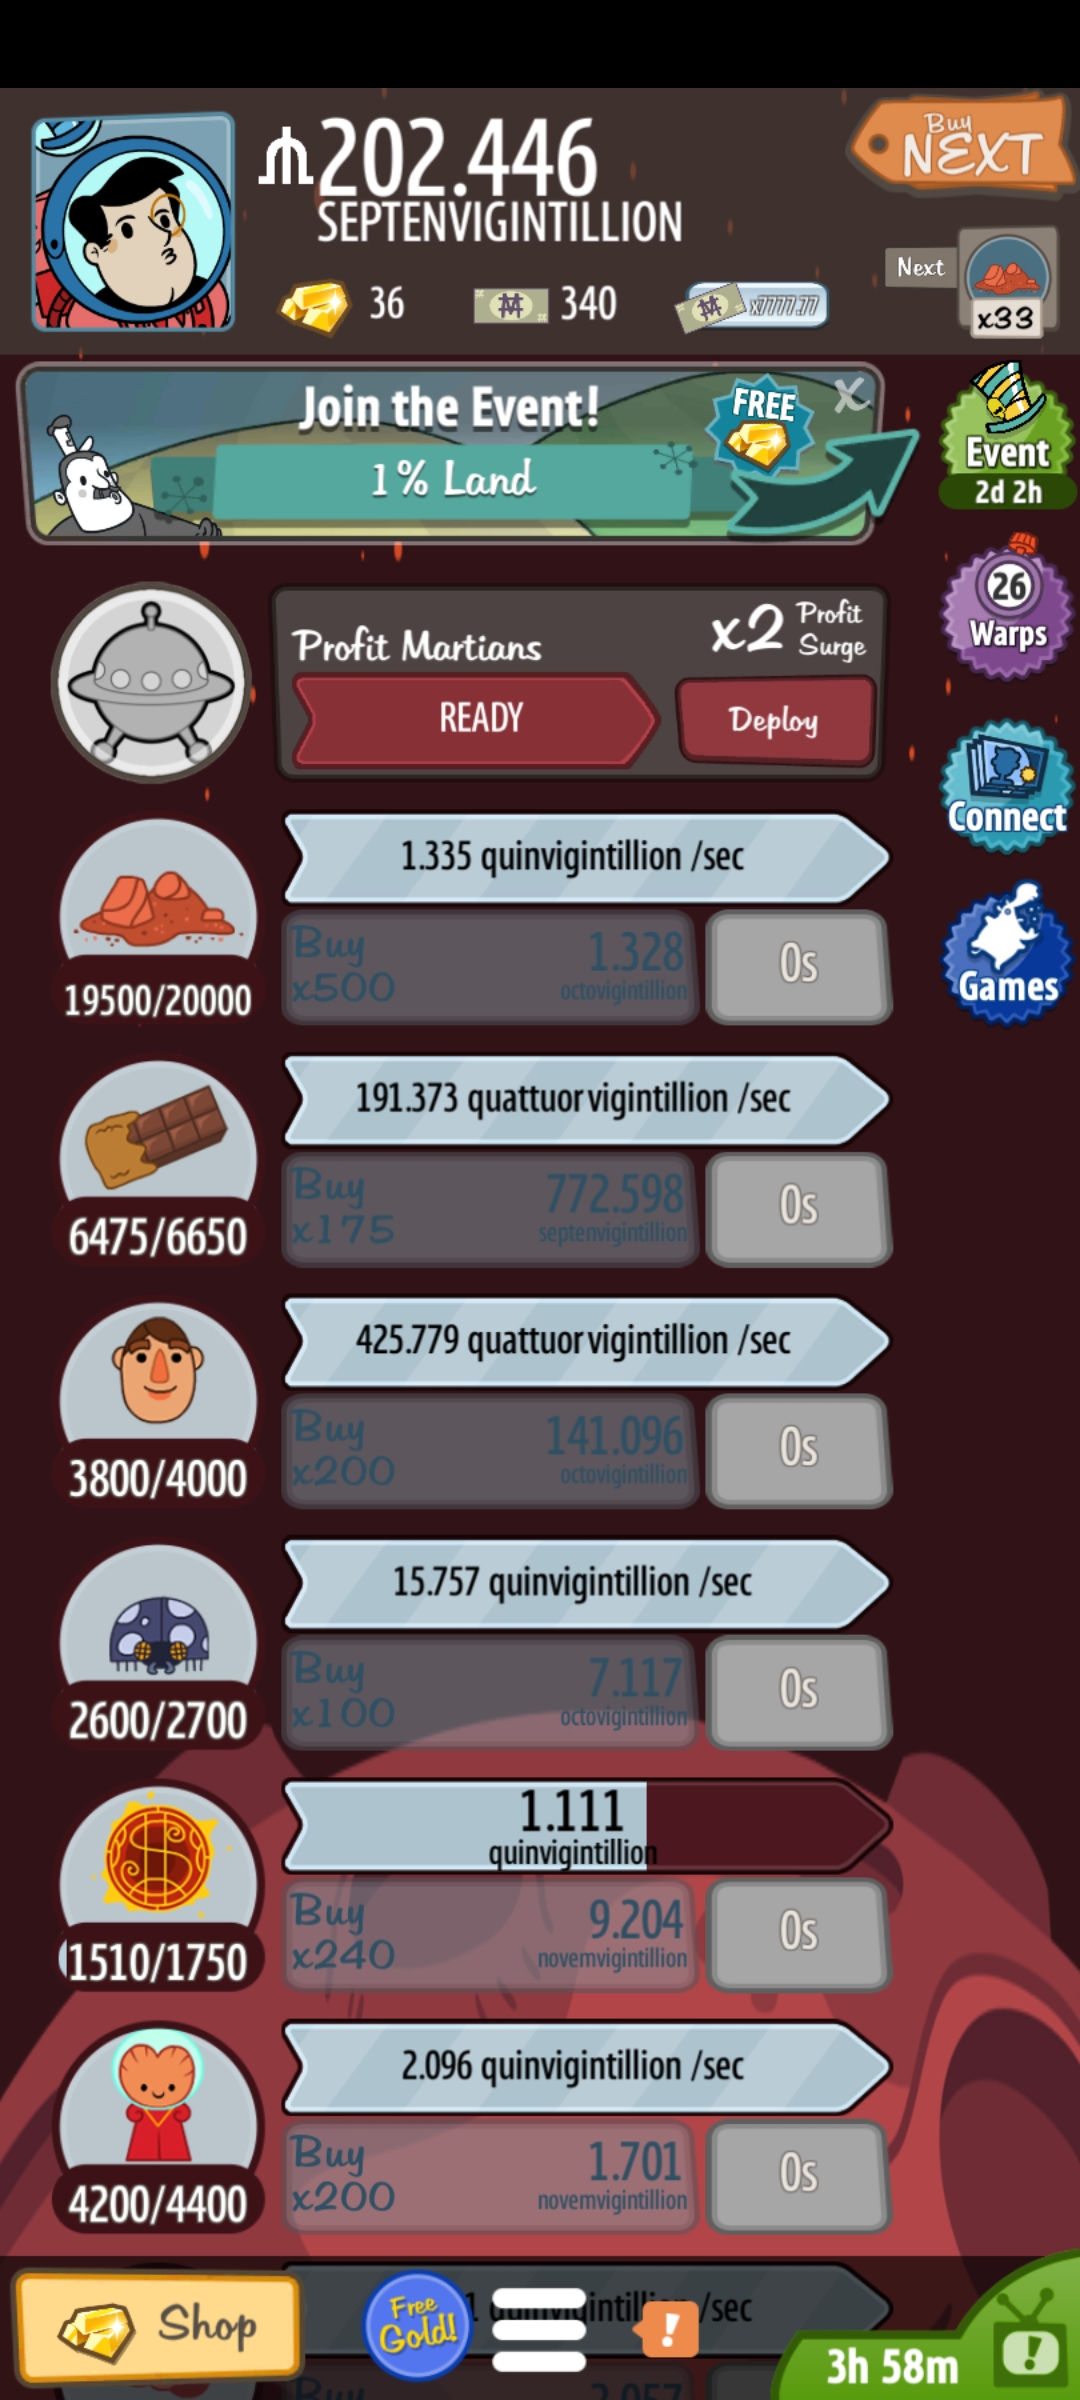 202.446
SEPTENVIGINTILLION
Buy
NEXT
36
340
x7777.77
Next
x33
Join the Event!
1% Land
FREE
X
Event
2d 2h
26
Warps
Profit Martians
x2 Profit Surge
READY
Deploy
Connect
Games
1.335 quinvigintillion /sec
19500/20000
Buy x500
1.328
octovigintillion
0s
191.373 quattuorvigintillion /sec
6475/6650
Buy x175
772.598
septenvigintillion
0s
425.779 quattuorvigintillion /sec
3800/4000
Buy x200
141.096
octovigintillion
0s
15.757 quinvigintillion /sec
2600/2700
Buy x100
7.117
octovigintillion
0s
1.111
quinvigintillion
1510/1750
Buy x240
9.204
novemvigintillion
0s
2.096 quinvigintillion /sec
4200/4400
Buy x200
1.701
novemvigintillion
0s
Shop
Free Gold!
/sec
!
3h 58m
!
Buy
2.057